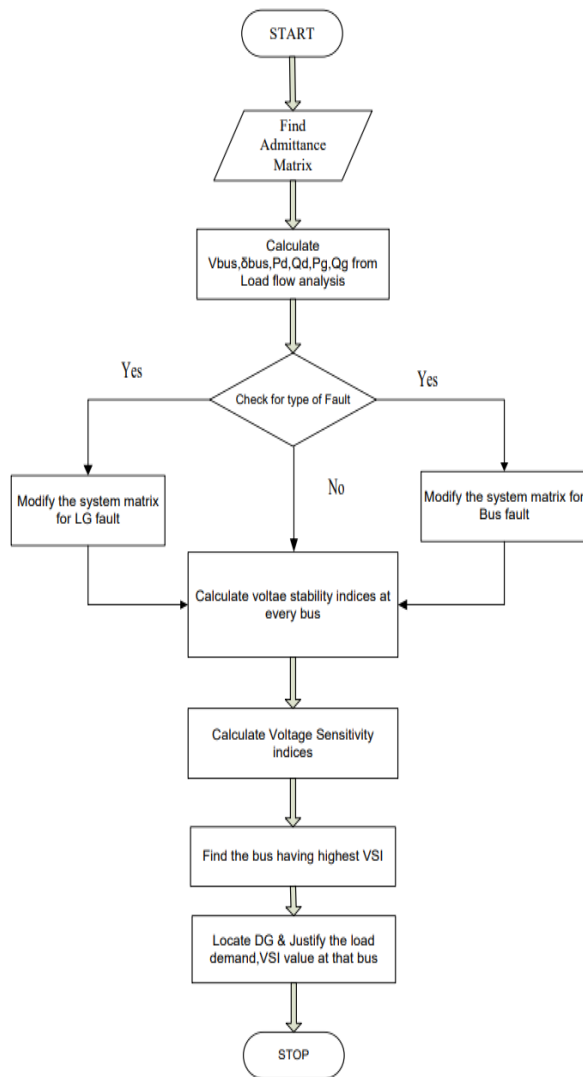 START
Find
Admittance
Matrix
Calculate
Vbus,δbus,Pd,Qd,Pg,Qg from
Load flow analysis
Yes
Yes
Check for type of Fault
No
Modify the system matrix
for LG fault
Modify the system matrix for
Bus fault
Calculate voltae stability indices at
every bus
Calculate Voltage Sensitivity
indices
Find the bus having highest VSI
Locate DG & Justify the load
demand,VSI value at that bus
STOP